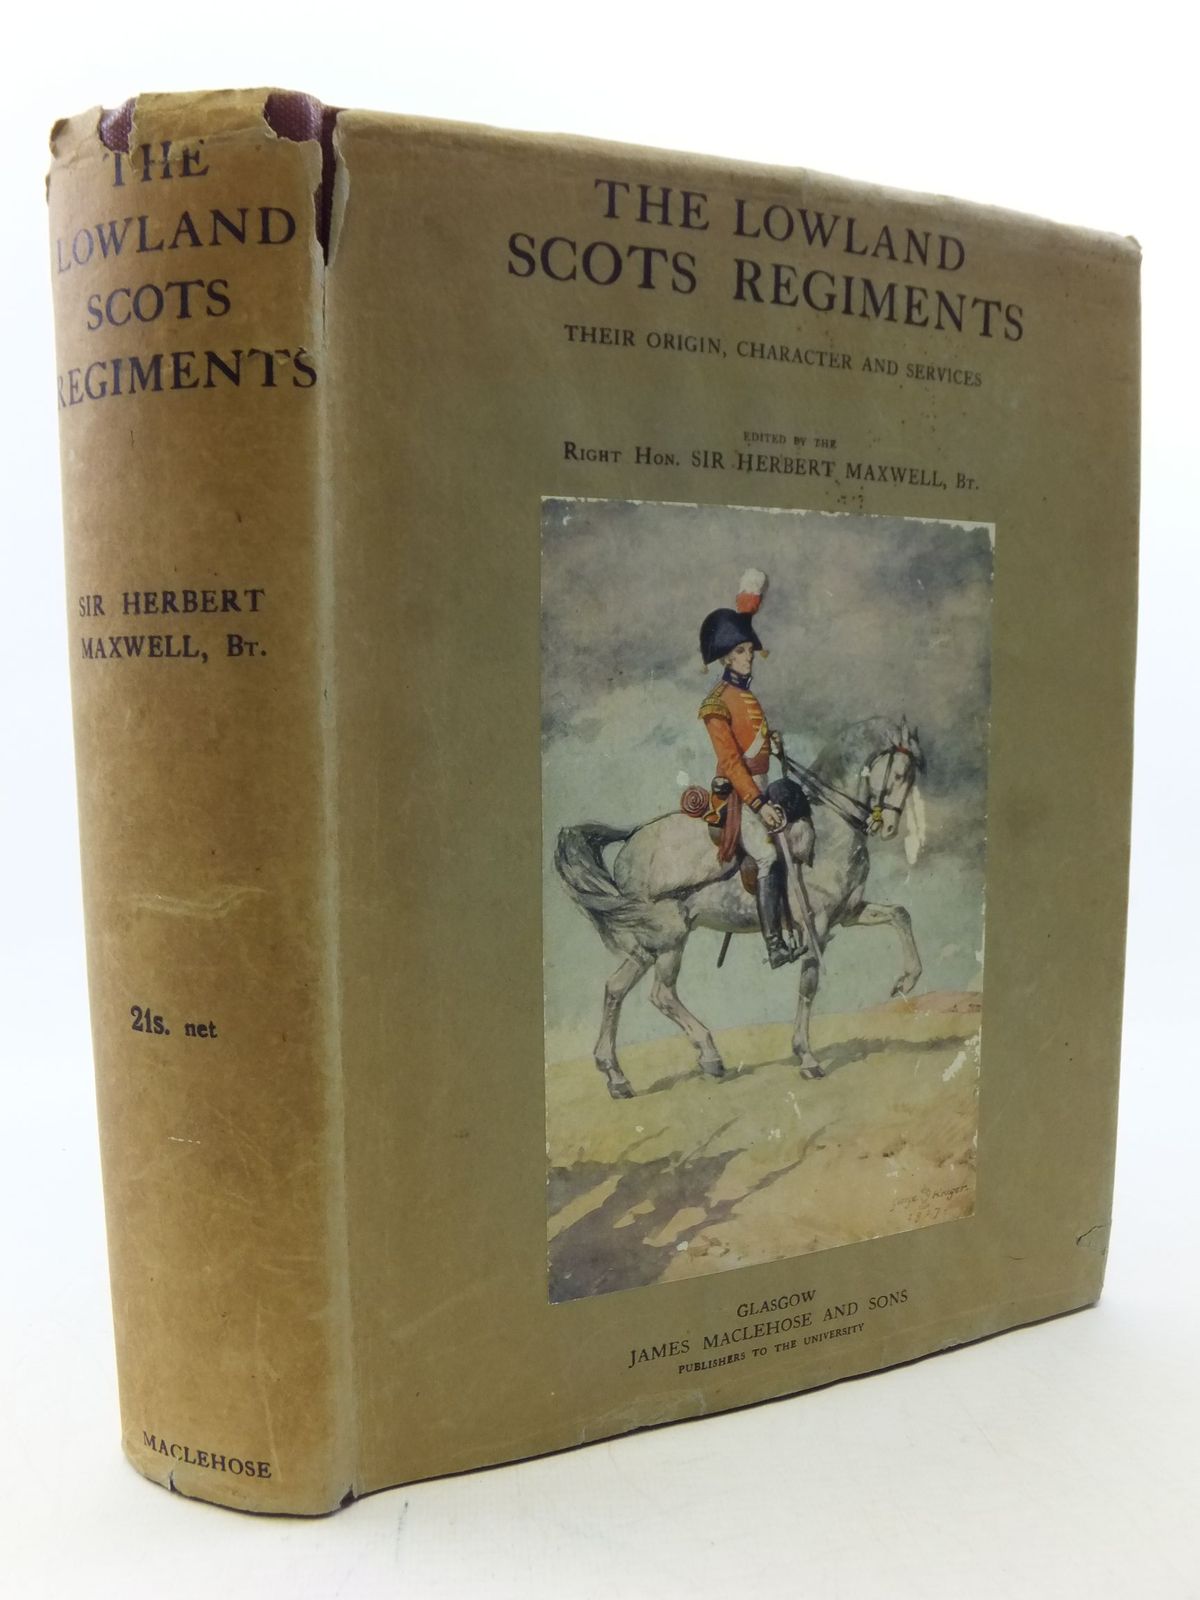 THE
LOWLAND
SCOTS
REGIMENTS
SIR HERBERT
MAXWELL, BT.
21s. net
MACLEHOSE
THE LOWLAND
SCOTS REGIMENTS
THEIR ORIGIN, CHARACTER AND SERVICES
EDITED BY THE
RIGHT HON. SIR HERBERT MAXWELL, BT.
GLASGOW
JAMES MACLEHOSE AND SONS
PUBLISHERS TO THE UNIVERSITY